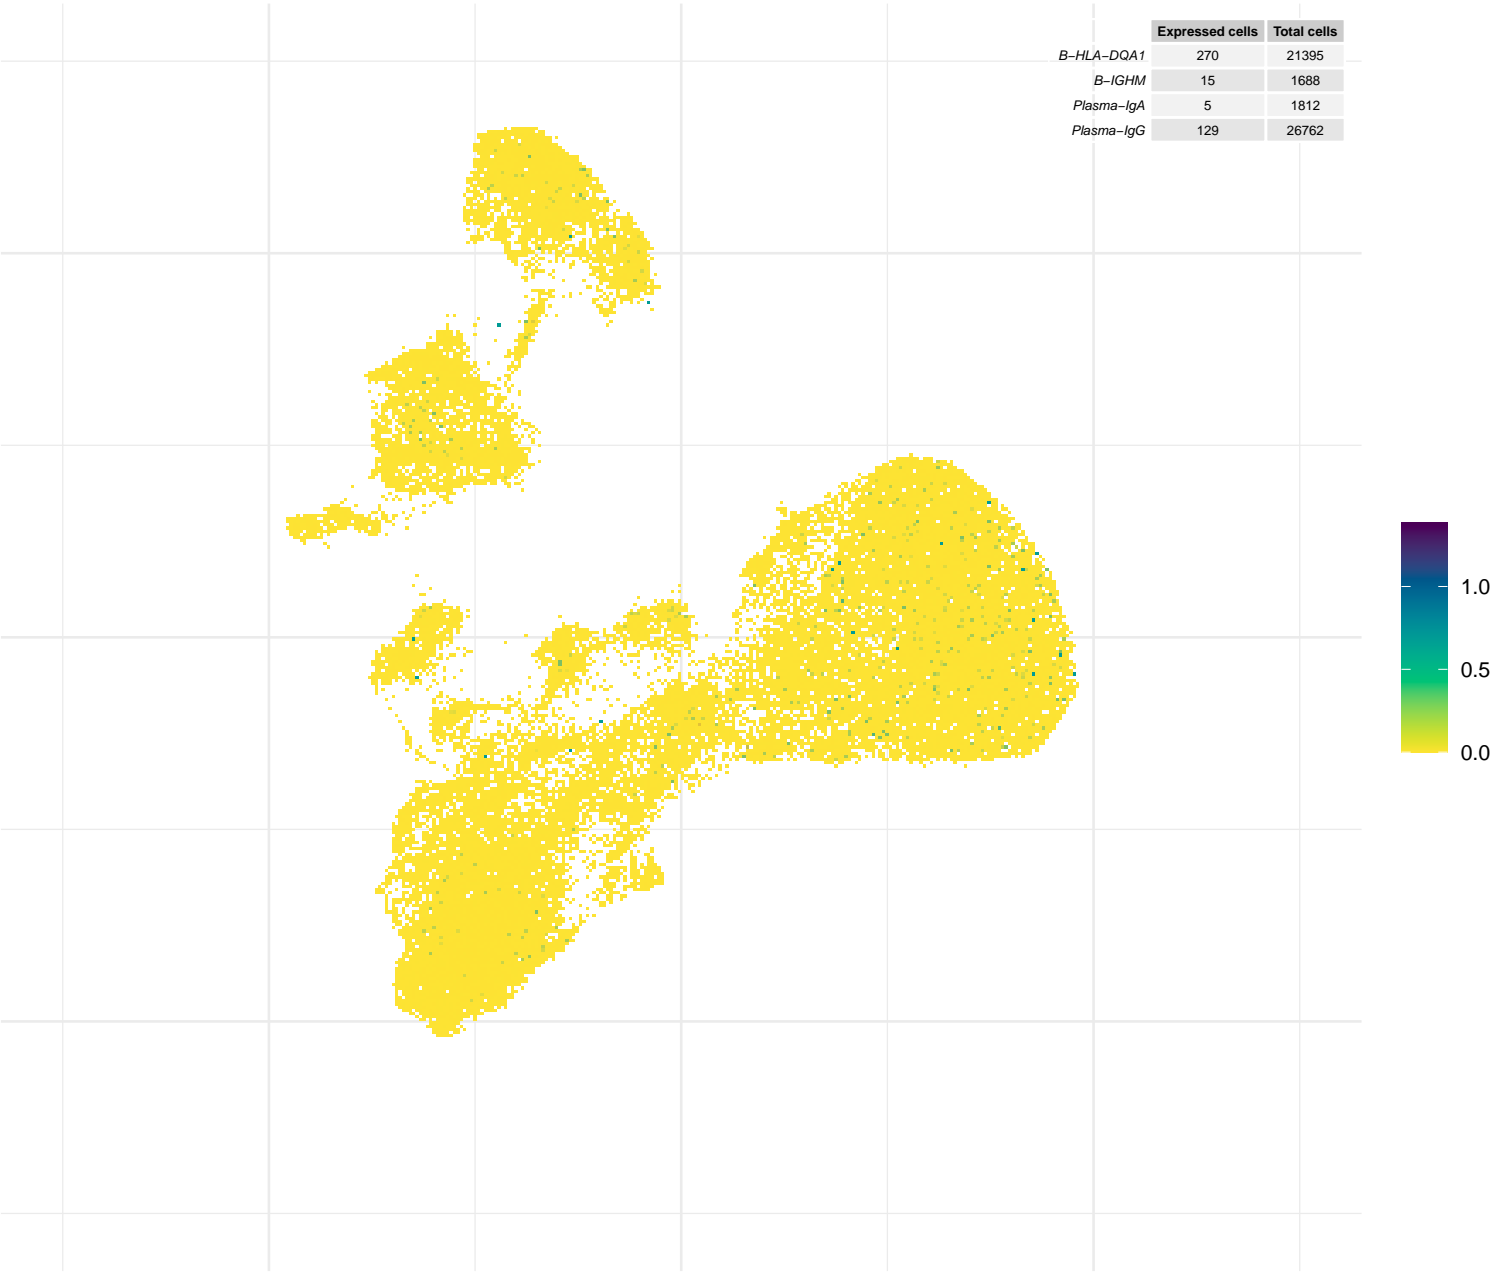 Expressed cells Total cells
B−HLA−DQA1 270 21395
B−IGHM 15 1688
Plasma−IgA 5 1812
Plasma−IgG 129 26762
1.0
0.5
0.0